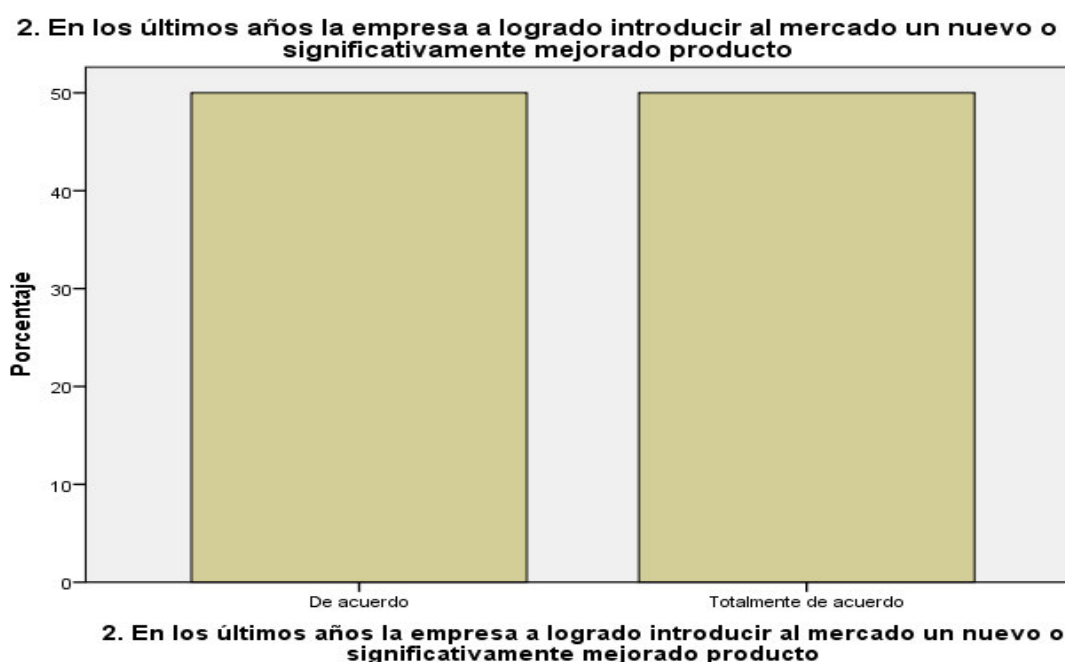 2. En los últimos años la empresa a logrado introducir al mercado un nuevo o
significativamente mejorado producto
50
40
30
20
10
0
Porcentaje
De acuerdo
Totalmente de acuerdo
2. En los últimos años la empresa a logrado introducir al mercado un nuevo o
significativamente mejorado producto